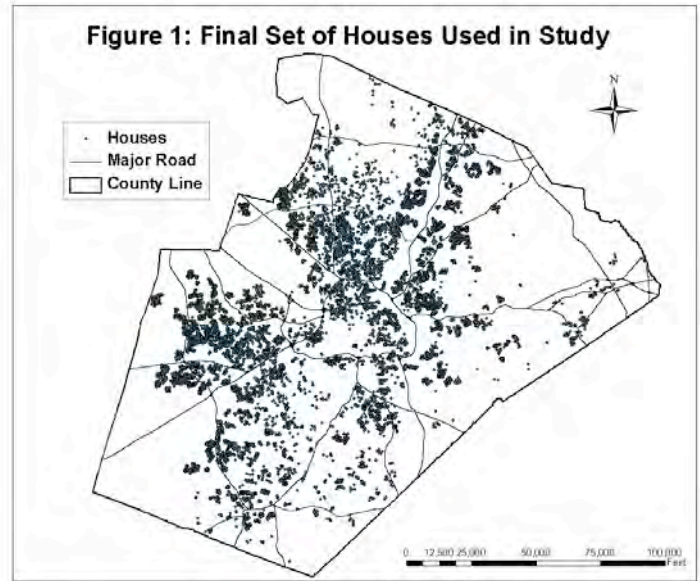 Figure 1: Final Set of Houses Used in Study
N
Houses
Major Road
County Line
0 12,500 25,000 50,000 75,000 100,000
Feet